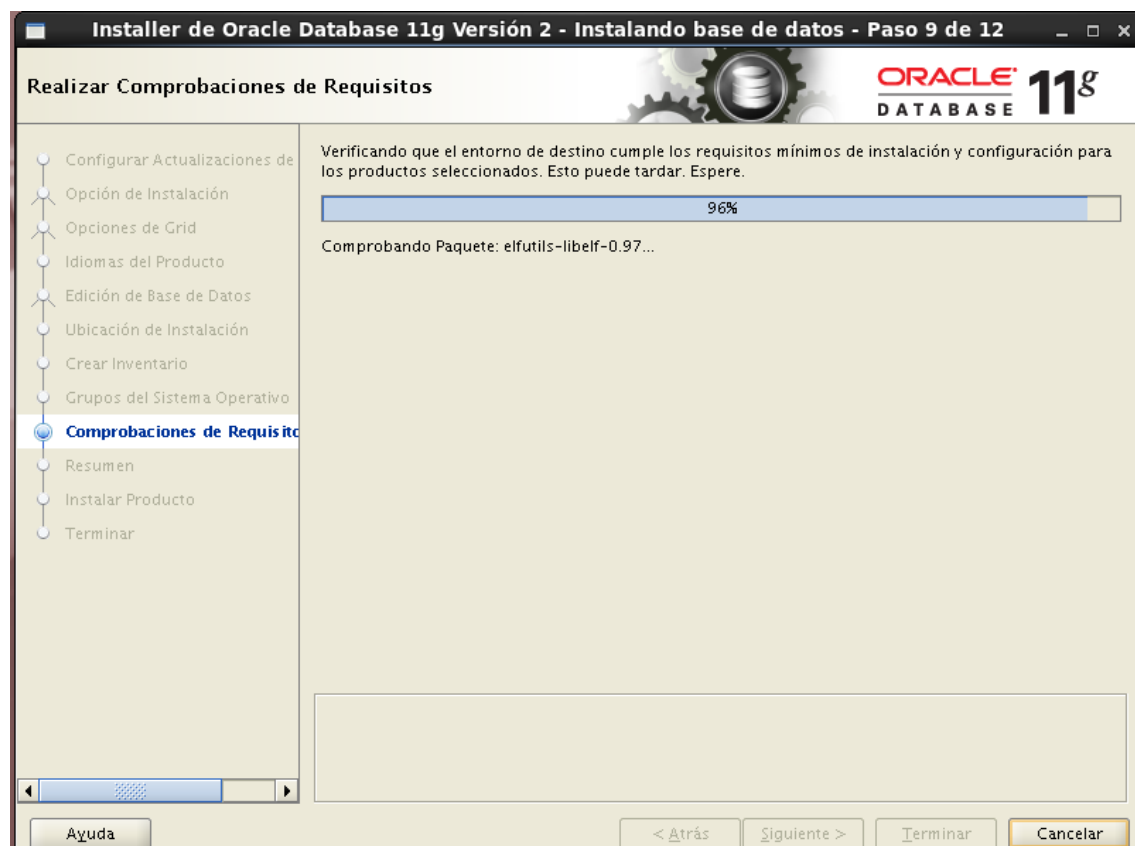 Installer de Oracle Database 11g Versión 2 - Instalando base de datos - Paso 9 de 12
Realizar Comprobaciones de Requisitos
ORACLE
DATABASE
11g
Configurar Actualizaciones de
Opción de Instalación
Opciones de Grid
Idiomas del Producto
Edición de Base de Datos
Ubicación de Instalación
Crear Inventario
Grupos del Sistema Operativo
Comprobaciones de Requisito
Resumen
Instalar Producto
Terminar
Verificando que el entorno de destino cumple los requisitos mínimos de instalación y configuración para
los productos seleccionados. Esto puede tardar. Espere.
96%
Comprobando Paquete: elfutils-libelf-0.97...
Ayuda
< Atrás
Siguiente >
Terminar
Cancelar